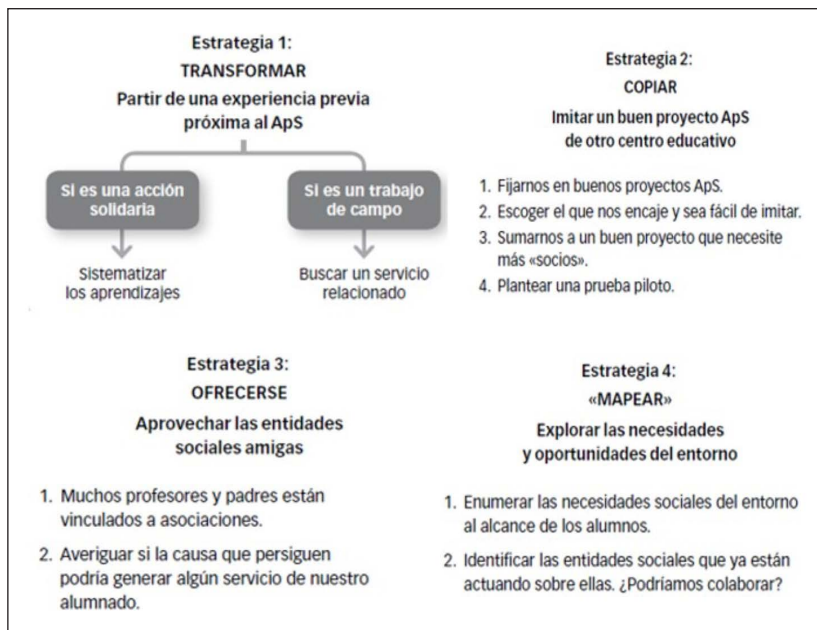 Estrategia 1:
TRANSFORMAR
Partir de una experiencia previa
próxima al ApS
Si es una acción
solidaria
Sistematizar
los aprendizajes
Si es un trabajo
de campo
Buscar un servicio
relacionado
Estrategia 2:
COPIAR
Imitar un buen proyecto ApS
de otro centro educativo
1. Fijarnos en buenos proyectos ApS.
2. Escoger el que nos encaje y sea fácil de imitar.
3. Sumarnos a un buen proyecto que necesite
más «socios».
4. Plantear una prueba piloto.
Estrategia 3:
OFRECERSE
Aprovechar las entidades
sociales amigas
1. Muchos profesores y padres están
vinculados a asociaciones.
2. Averiguar si la causa que persiguen
podría generar algún servicio de nuestro
alumnado.
Estrategia 4:
«MAPEAR»
Explorar las necesidades
y oportunidades del entorno
1. Enumerar las necesidades sociales del entorno
al alcance de los alumnos.
2. Identificar las entidades sociales que ya están
actuando sobre ellas. ¿Podríamos colaborar?